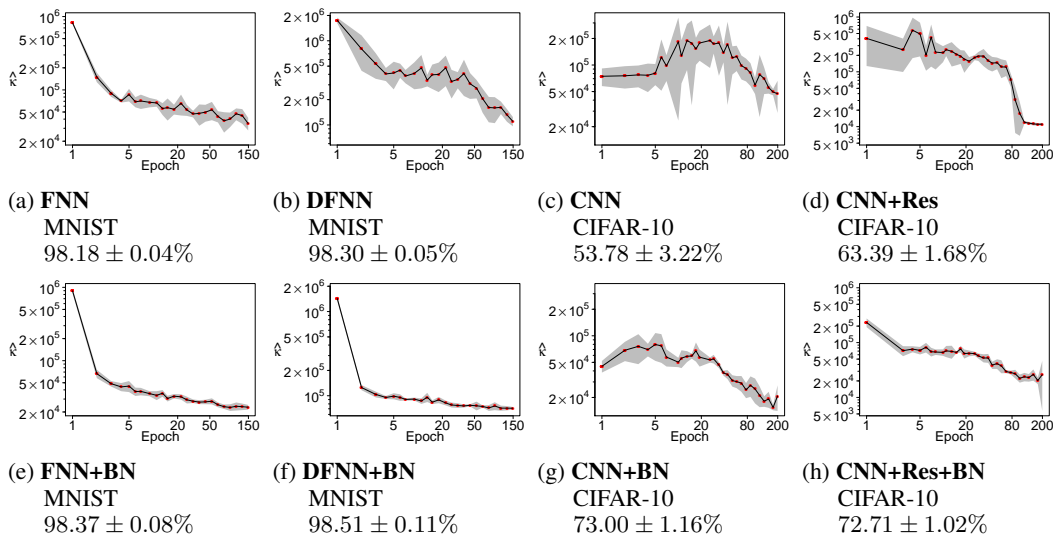 10^6
5×10^5
κ̂
10^5
5×10^4
2×10^4
1 5 20 50 150
Epoch
2×10^6
10^6
5×10^5
κ̂
2×10^5
10^5
1 5 20 50 150
Epoch
2×10^5
κ̂
10^5
5×10^4
2×10^4
1 5 20 80 200
Epoch
10^6
5×10^5
2×10^5
κ̂
10^5
5×10^4
2×10^4
10^4
5×10^3
1 5 20 80 200
Epoch
(a) FNN
MNIST
98.18 ± 0.04%
(b) DFNN
MNIST
98.30 ± 0.05%
(c) CNN
CIFAR-10
53.78 ± 3.22%
(d) CNN+Res
CIFAR-10
63.39 ± 1.68%
10^6
5×10^5
κ̂
10^5
5×10^4
2×10^4
1 5 20 50 150
Epoch
2×10^6
10^6
5×10^5
κ̂
2×10^5
10^5
1 5 20 50 150
Epoch
2×10^5
κ̂
10^5
5×10^4
2×10^4
1 5 20 80 200
Epoch
10^6
5×10^5
2×10^5
κ̂
10^5
5×10^4
2×10^4
10^4
5×10^3
1 5 20 80 200
Epoch
(e) FNN+BN
MNIST
98.37 ± 0.08%
(f) DFNN+BN
MNIST
98.51 ± 0.11%
(g) CNN+BN
CIFAR-10
73.00 ± 1.16%
(h) CNN+Res+BN
CIFAR-10
72.71 ± 1.02%